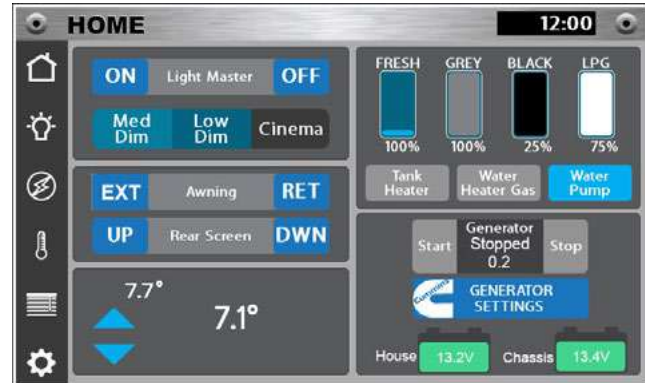 HOME
12:00
ON Light Master OFF
Med Dim Low Dim Cinema
EXT Awning RET
UP Rear Screen DWN
7.7°
7.1°
FRESH GREY BLACK LPG
100% 100% 25% 75%
Tank Heater Water Heater Gas Water Pump
Start Generator Stopped 0.2 Stop
Cummins GENERATOR SETTINGS
House 13.2V Chassis 13.4V